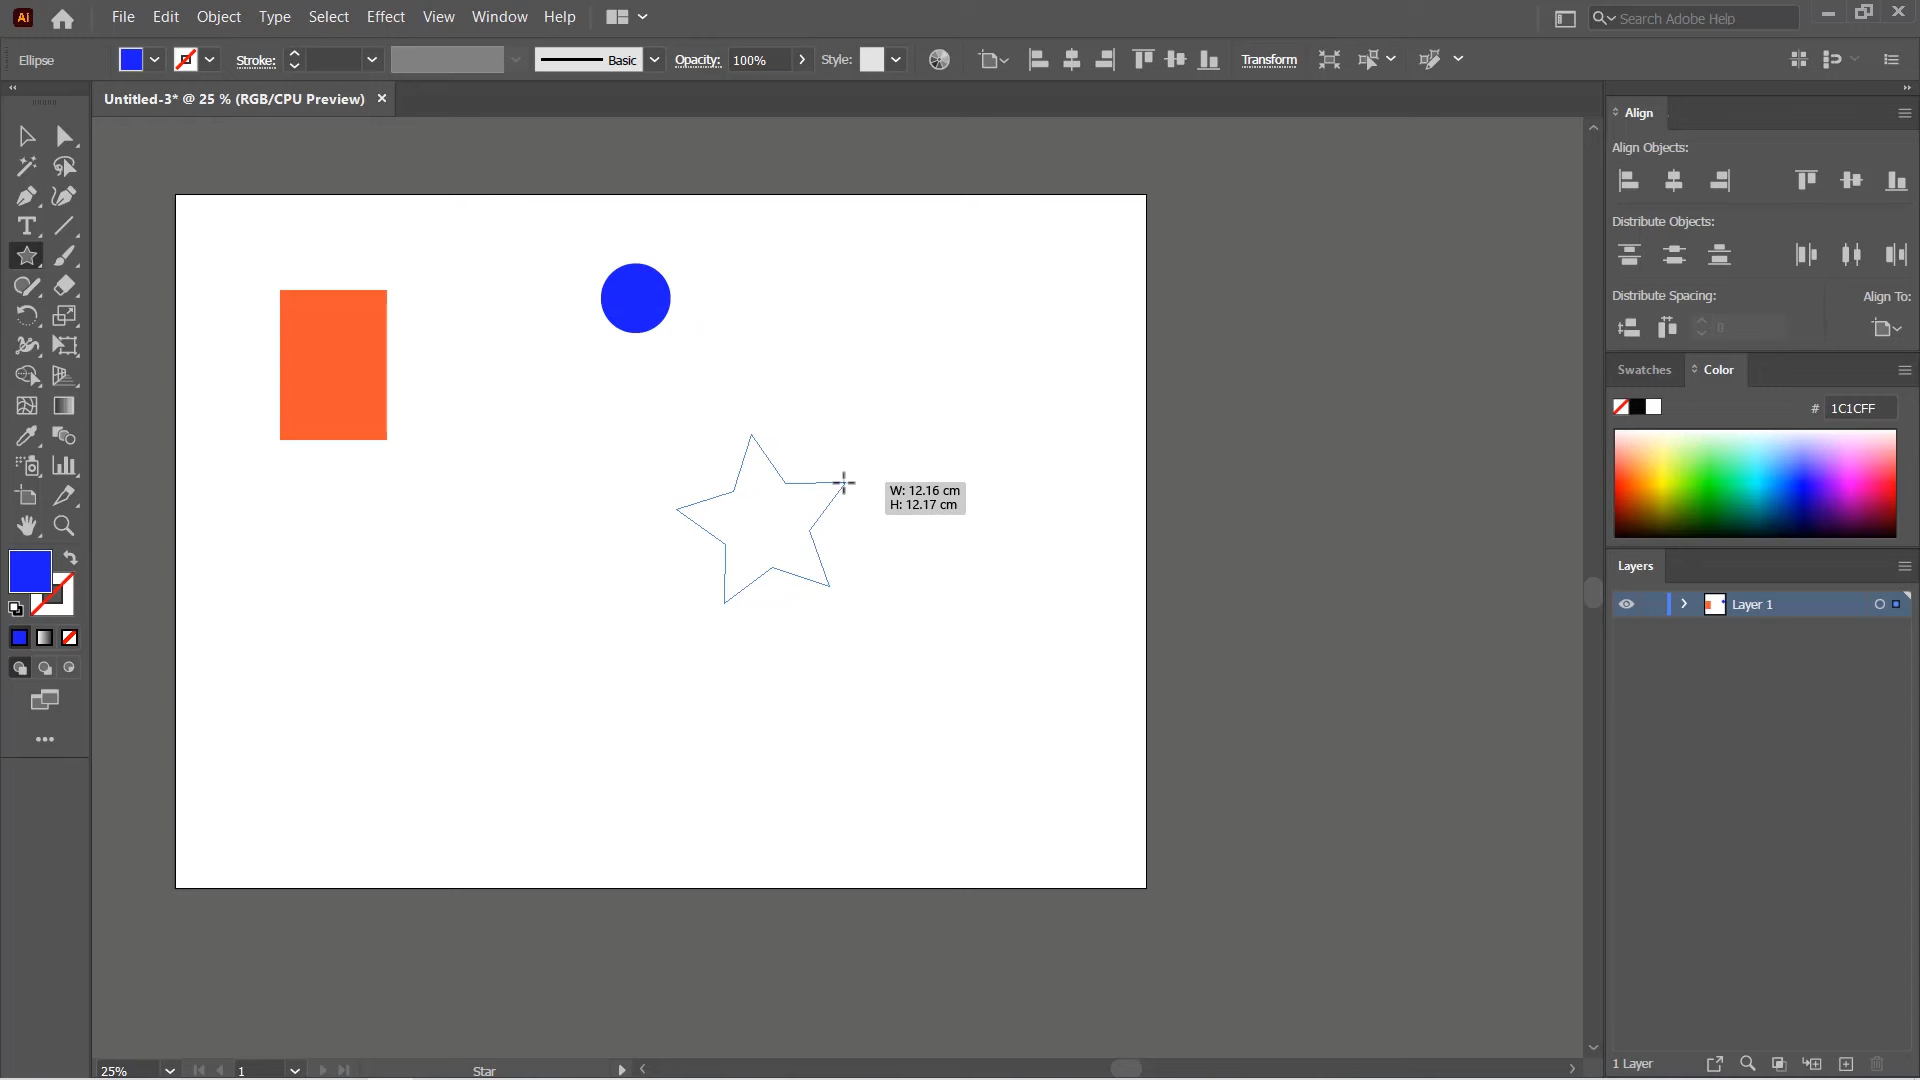 Ai File Edit Object Type Select Effect View Window Help Search Adobe Help
Ellipse Stroke: Basic Opacity: 100% Style: Transform
Untitled-3* @ 25 % (RGB/CPU Preview)
Align
Align Objects:
Distribute Objects:
Distribute Spacing: Align To:
0
Swatches Color
# 1C1CFF
W: 12.16 cm
H: 12.17 cm
Layers
Layer 1
1 Layer
25% 1 Star